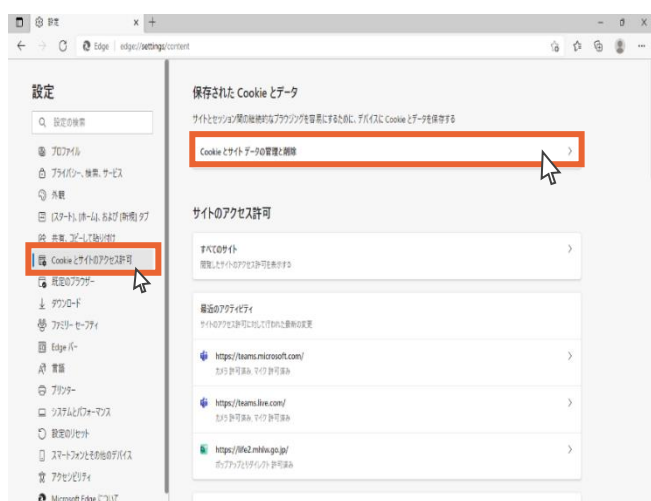 設定
Edge | edge://settings/content
設定
設定の検索
プロファイル
プライバシー、検索、サービス
外観
[スタート]、[ホーム]、および [新規] タブ
共有、コピーして貼り付け
Cookie とサイトのアクセス許可
既定のブラウザー
ダウンロード
ファミリー セーフティ
Edge バー
言語
プリンター
システムとパフォーマンス
設定のリセット
スマートフォンとその他のデバイス
アクセシビリティ
Microsoft Edge について
保存された Cookie とデータ
サイトとセッション間の継続的なブラウジングを容易にするために、デバイスに Cookie とデータを保存する
Cookie とサイト データの管理と削除
サイトのアクセス許可
すべてのサイト
閲覧したサイトのアクセス許可を表示する
最近のアクティビティ
サイトのアクセス許可に対して行われた最新の変更
https://teams.microsoft.com/
カメラ 許可済み, マイク 許可済み
https://teams.live.com/
カメラ 許可済み, マイク 許可済み
https://life2.mhlw.go.jp/
ポップアップとリダイレクト 許可済み